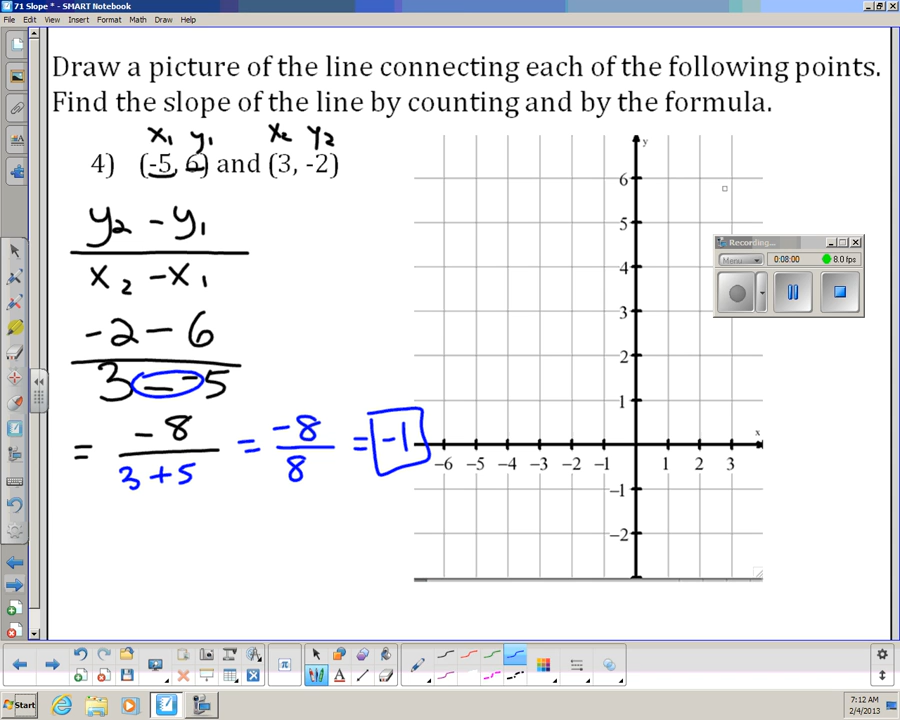 71 Slope * - SMART Notebook
File Edit View Insert Format Math Draw Help
Draw a picture of the line connecting each of the following points.
Find the slope of the line by counting and by the formula.
x₁ y₁ x₂ y₂
4) (-5, 6) and (3, -2)
y₂ - y₁
x₂ - x₁
-2 - 6
3 - -5
= -8 = -8 = -1
3 + 5 8
y
6
5
4
3
2
1
x
-6 -5 -4 -3 -2 -1 1 2 3
-1
-2
Recording...
Menu 0:08:00 8.0 fps
Start
7:12 AM
2/4/2013